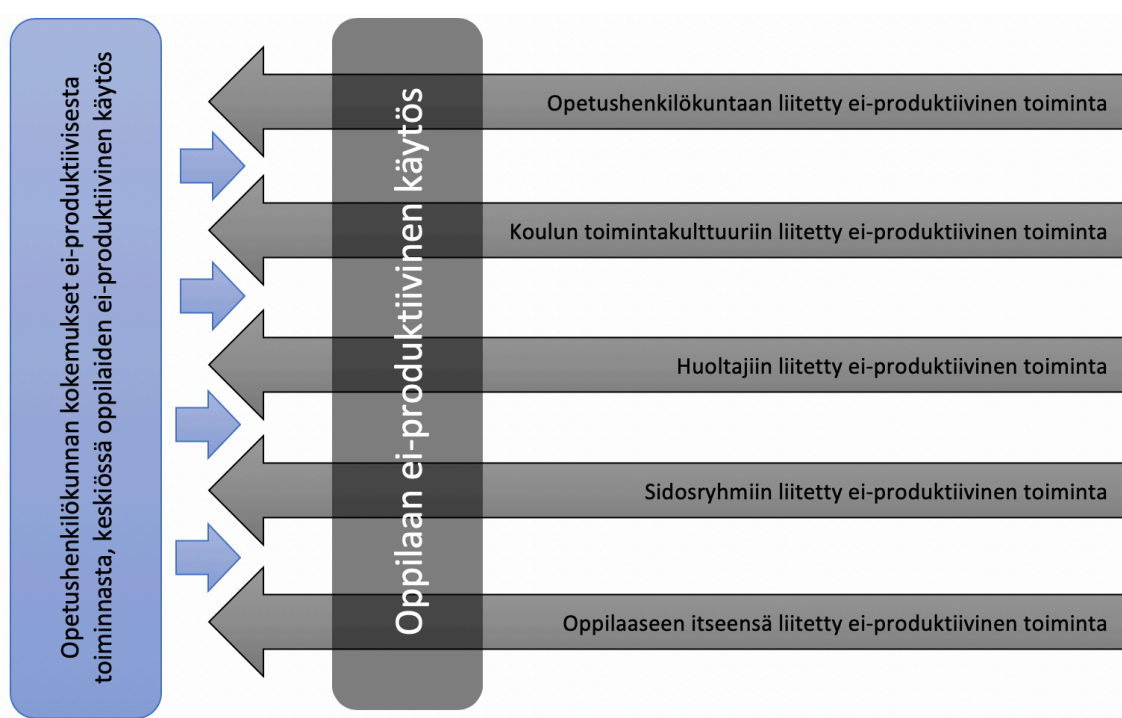 Opetushenkilökunnan kokemukset ei-produktiivisesta
toiminnasta, keskiössä oppilaiden ei-produktiivinen käytös
Oppilaan ei-produktiivinen käytös
Opetushenkilökuntaan liitetty ei-produktiivinen toiminta
Koulun toimintakulttuuriin liitetty ei-produktiivinen toiminta
Huoltajiin liitetty ei-produktiivinen toiminta
Sidosryhmiin liitetty ei-produktiivinen toiminta
Oppilaaseen itseensä liitetty ei-produktiivinen toiminta